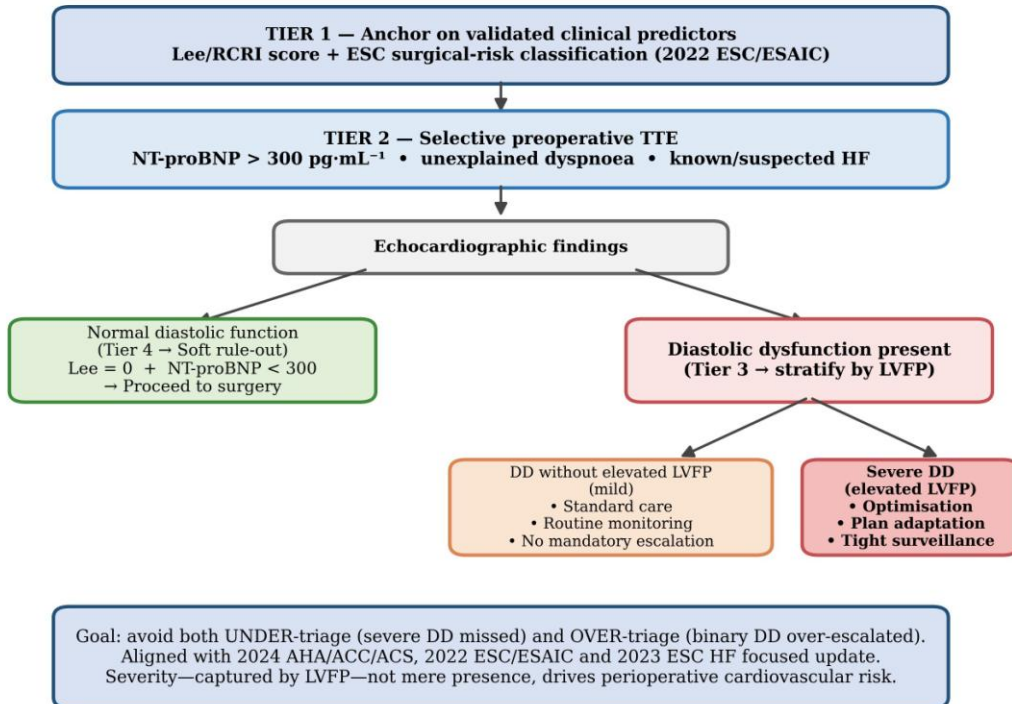 TIER 1 — Anchor on validated clinical predictors
Lee/RCRI score + ESC surgical-risk classification (2022 ESC/ESAIC)
TIER 2 — Selective preoperative TTE
NT-proBNP > 300 pg·mL⁻¹ • unexplained dyspnoea • known/suspected HF
Echocardiographic findings
Normal diastolic function
(Tier 4 → Soft rule-out)
Lee = 0 + NT-proBNP < 300
→ Proceed to surgery
Diastolic dysfunction present
(Tier 3 → stratify by LVFP)
DD without elevated LVFP
(mild)
• Standard care
• Routine monitoring
• No mandatory escalation
Severe DD
(elevated LVFP)
• Optimisation
• Plan adaptation
• Tight surveillance
Goal: avoid both UNDER-triage (severe DD missed) and OVER-triage (binary DD over-escalated).
Aligned with 2024 AHA/ACC/ACS, 2022 ESC/ESAIC and 2023 ESC HF focused update.
Severity—captured by LVFP—not mere presence, drives perioperative cardiovascular risk.